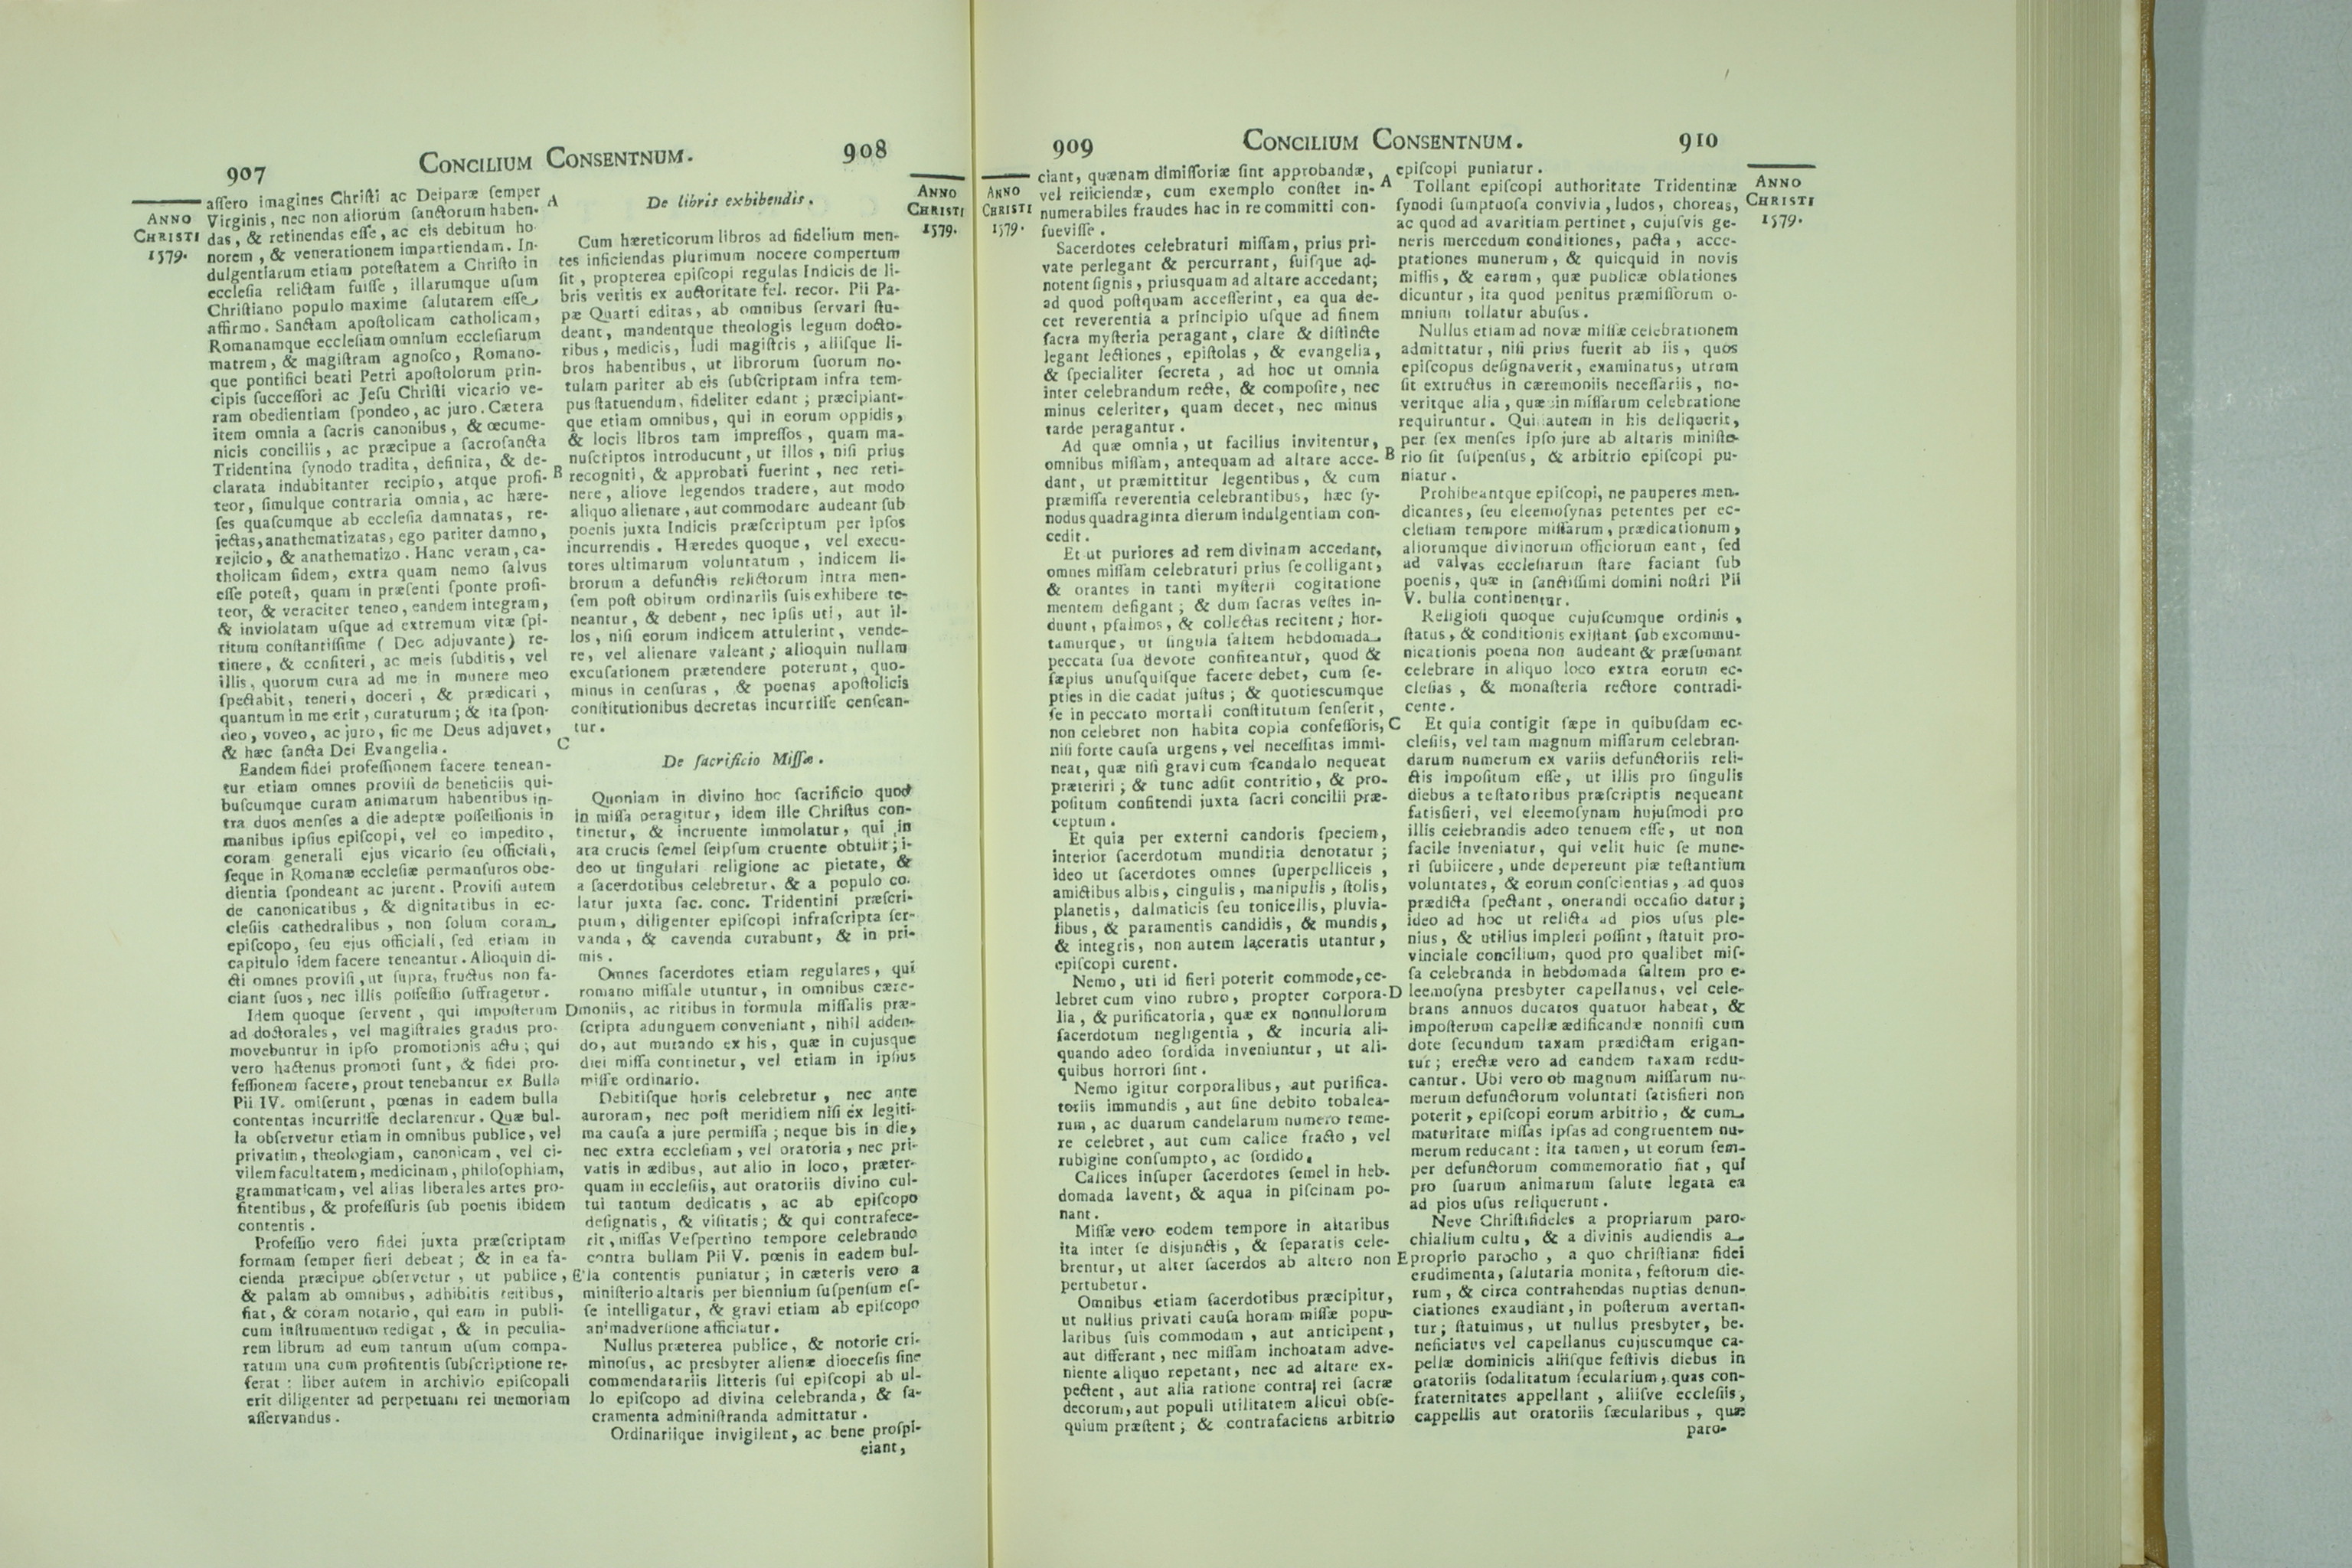 907
CONCILIUM CONSENTNUM.
908
ANNO
CHRISTI
1579.
aſſero imagines Chriſti ac Deiparæ ſemper
Virginis, nec non aliorum ſanctorum haben-
das, & retinendas eſſe, ac eis debitum ho
norem, & venerationem impartiendam. In-
dulgentiarum etiam poteſtatem a Chriſto in
eccleſia relictam fuiſſe, illarumque uſum
Chriſtiano populo maxime ſalutarem eſſe
affirmo. Sanctam apoſtolicam catholicam,
Romanamque eccleſiam omnium eccleſiarum
matrem, & magiſtram agnoſco, Romano-
que pontifici beati Petri apoſtolorum prin-
cipis ſucceſſori ac Jeſu Chriſti vicario ve-
ram obedientiam ſpondeo, ac juro. Cætera
item omnia a ſacris canonibus, & œcume-
nicis conciliis, ac præcipue a ſacroſancta
Tridentina ſynodo tradita, definita, & de-
clarata indubitanter recipio, atque profi-
teor, ſimulque contraria omnia, ac hære-
ſes quaſcumque ab eccleſia damnatas, re-
jectas, anathematizatas, ego pariter damno,
rejicio, & anathematizo. Hanc veram, ca-
tholicam fidem, extra quam nemo ſalvus
eſſe poteſt, quam in præſenti ſponte profi-
teor, & veraciter teneo, eandem integram,
& inviolatam uſque ad extremum vitæ ſpi-
ritum conſtantiſſime ( Deo adjuvante) re-
tinere, & confiteri, ac meis ſubditis, vel
illis, quorum cura ad me in munere meo
ſpectabit, teneri, doceri, & prædicari,
quantum in me erit, curaturum; & ita ſpon-
deo, voveo, ac juro, ſic me Deus adjuvet,
& hæc ſancta Dei Evangelia.
Eandem fidei profeſſionem facere tenean-
tur etiam omnes proviſi de beneficiis qui-
buſcumque curam animarum habentibus in-
tra duos menſes a die adeptæ poſſeſſionis in
manibus ipſius epiſcopi, vel eo impedito,
coram generali ejus vicario ſeu officiali,
ſeque in Romanæ eccleſiæ permanſuros obe-
dientia ſpondeant ac jurent. Proviſi autem
de canonicatibus, & dignitatibus in ec-
cleſiis cathedralibus, non ſolum coram
epiſcopo, ſeu ejus officiali, ſed etiam in
capitulo idem facere teneantur. Alioquin di-
cti omnes proviſi, ut ſupra, fructus non fa-
ciant ſuos, nec illis poſſeſſio ſuffragetur.
Idem quoque ſervent, qui impoſterum
ad doctorales, vel magiſtrales gradus pro-
movebuntur in ipſo promotionis actu; qui
vero hactenus promoti ſunt, & fidei pro-
feſſionem facere, prout tenebantur ex Bulla
Pii IV. omiſerunt, pœnas in eadem bulla
contentas incurriſſe declarentur. Quæ bul-
la obſervetur etiam in omnibus publice, vel
privatim, theologiam, canonicam, vel ci-
vilem facultatem, medicinam, philoſophiam,
grammaticam, vel alias liberales artes pro-
fitentibus, & profeſſuris ſub poenis ibidem
contentis.
Profeſſio vero fidei juxta præſcriptam
formam ſemper fieri debeat; & in ea fa-
cienda præcipue obſervetur, ut publice,
& palam ab omnibus, adhibitis teſtibus,
fiat, & coram notario, qui eam in publi-
cum inſtrumentum redigat, & in peculia-
rem librum ad eum tantum uſum compa-
ratum una cum profitentis ſubſcriptione re-
ferat: liber autem in archivio epiſcopali
erit diligenter ad perpetuam rei memoriam
aſſervandus.
A
B
C
D
E
ANNO
CHRISTI
1579.
De libris exhibendis.
Cum hæreticorum libros ad fidelium men-
tes inficiendas plurimum nocere compertum
ſit, propterea epiſcopi regulas Indicis de li-
bris vetitis ex auctoritate fel. recor. Pii Pa-
pæ Quarti editas, ab omnibus ſervari ſtu-
deant, mandentque theologis legum docto-
ribus, medicis, ludi magiſtris, aliiſque li-
bros habentibus, ut librorum ſuorum no-
tulam pariter ab eis ſubſcriptam infra tem-
pus ſtatuendum, fideliter edant; præcipiant-
que etiam omnibus, qui in eorum oppidis,
& locis libros tam impreſſos, quam ma-
nuſcriptos introducunt, ut illos, niſi prius
recogniti, & approbati fuerint, nec reti-
nere, aliove legendos tradere, aut modo
aliquo alienare, aut commodare audeant ſub
poenis juxta Indicis præſcriptum per ipſos
incurrendis. Hæredes quoque, vel execu-
tores ultimarum voluntatum, indicem li-
brorum a defunctis relictorum intra men-
ſem poſt obitum ordinariis ſuis exhibere te-
neantur, & debent, nec ipſis uti, aut il-
los, niſi eorum indicem attulerint, vende-
re, vel alienare valeant; alioquin nullam
excuſationem prætendere poterunt, quo-
minus in cenſuras, & poenas apoſtolicis
conſtitutionibus decretas incurriſſe cenſean-
tur.
De ſacrificio Miſſæ.
Quoniam in divino hoc ſacrificio quod
in miſſa peragitur, idem ille Chriſtus con-
tinetur, & incruente immolatur, qui in
ara crucis ſemel ſeipſum cruente obtulit; i-
deo ut ſingulari religione ac pietate, &
a ſacerdotibus celebretur, & a populo co-
latur juxta ſac. conc. Tridentini præſcri-
ptum, diligenter epiſcopi infraſcripta ſer-
vanda, & cavenda curabunt, & in pri-
mis.
Omnes ſacerdotes etiam regulares, qui
romano miſſale utuntur, in omnibus cære-
moniis, ac ritibus in formula miſſalis præ-
ſcripta adunguem conveniant, nihil adden-
do, aut mutando ex his, quæ in cujusque
diei miſſa continetur, vel etiam in ipſius
miſſæ ordinario.
Debitiſque horis celebretur, nec ante
auroram, nec poſt meridiem niſi ex legiti-
ma cauſa a jure permiſſa; neque bis in die,
nec extra eccleſiam, vel oratoria, nec pri-
vatis in ædibus, aut alio in loco, præter-
quam in eccleſiis, aut oratoriis divino cul-
tui tantum dedicatis, ac ab epiſcopo
deſignatis, & viſitatis; & qui contrafece-
rit, miſſas Veſpertino tempore celebrando
contra bullam Pii V. pœnis in eadem bul-
la contentis puniatur; in cæteris vero a
miniſterio altaris per biennium ſuſpenſum eſ-
ſe intelligatur, & gravi etiam ab epiſcopo
animadverſione afficiatur.
Nullus præterea publice, & notorie cri-
minoſus, ac presbyter alienæ dioeceſis ſine
commendatariis litteris ſui epiſcopi ab ul-
lo epiſcopo ad divina celebranda, & ſa-
cramenta adminiſtranda admittatur.
Ordinariique invigilent, ac bene proſpi-
ciant,
909
CONCILIUM CONSENTNUM.
910
ANNO
CHRISTI
1579.
ciant, quænam dimiſſoriæ ſint approbandæ,
vel reiiciendæ, cum exemplo conſtet in-
numerabiles fraudes hac in re committi con-
ſueviſſe.
Sacerdotes celebraturi miſſam, prius pri-
vate perlegant & percurrant, ſuiſque ad-
notent ſignis, priusquam ad altare accedant;
ad quod poſtquam acceſſerint, ea qua de-
cet reverentia a principio uſque ad finem
ſacra myſteria peragant, clare & diſtincte
legant lectiones, epiſtolas, & evangelia,
& ſpecialiter ſecreta, ad hoc ut omnia
inter celebrandum recte, & compoſite, nec
minus celeriter, quam decet, nec minus
tarde peragantur.
Ad quæ omnia, ut facilius invitentur,
omnibus miſſam, antequam ad altare acce-
dant, ut præmittitur legentibus, & cum
præmiſſa reverentia celebrantibus, hæc ſy-
nodus quadraginta dierum indulgentiam con-
cedit.
Et ut puriores ad rem divinam accedant,
omnes miſſam celebraturi prius ſe colligant,
& orantes in tanti myſterii cogitatione
mentem defigant; & dum ſacras veſtes in-
duunt, pſalmos, & collectas recitent; hor-
tamurque, ut ſingula ſaltem hebdomada
peccata ſua devote confiteantur, quod &
ſæpius unuſquiſque facere debet, cum ſe-
pties in die cadat juſtus; & quotiescumque
ſe in peccato mortali conſtitutum ſenſerit,
non celebret non habita copia confeſſoris,
niſi forte cauſa urgens, vel neceſſitas immi-
neat, quæ niſi gravi cum ſcandalo nequeat
præteriri; & tunc adſit contritio, & pro-
poſitum confitendi juxta ſacri concilii præ-
ceptum.
Et quia per externi candoris ſpeciem,
interior ſacerdotum munditia denotatur;
ideo ut ſacerdotes omnes ſuperpelliceis,
amictibus albis, cingulis, manipulis, ſtolis,
planetis, dalmaticis ſeu tonicellis, pluvia-
libus, & paramentis candidis, & mundis,
& integris, non autem laceratis utantur,
epiſcopi curent.
Nemo, uti id fieri poterit commode, ce-
lebret cum vino rubro, propter corpora-
lia, & purificatoria, quæ ex nonnullorum
ſacerdotum negligentia, & incuria ali-
quando adeo ſordida inveniuntur, ut ali-
quibus horrori ſint.
Nemo igitur corporalibus, aut purifica-
toriis immundis, aut ſine debito tobalea-
rum, ac duarum candelarum numero teme-
re celebret, aut cum calice fracto, vel
rubigine conſumpto, ac ſordido.
Calices inſuper ſacerdotes ſemel in heb-
domada lavent, & aqua in piſcinam po-
nant.
Miſſæ vero eodem tempore in altaribus
ita inter ſe disjunctis, & ſeparatis cele-
brentur, ut alter ſacerdos ab altero non
pertubetur.
Omnibus etiam ſacerdotibus præcipitur,
ut nullius privati cauſa horam miſſæ popu-
laribus ſuis commodam, aut anticipent,
aut differant, nec miſſam inchoatam adve-
niente aliquo repetant, nec ad altare ex-
pectent, aut alia ratione contra rei ſacræ
decorum, aut populi utilitatem alicui obſe-
quium præſtent; & contrafaciens arbitrio
A
B
C
D
E
ANNO
CHRISTI
1579.
epiſcopi puniatur.
Tollant epiſcopi authoritate Tridentinæ
ſynodi ſumptuoſa convivia, ludos, choreas,
ac quod ad avaritiam pertinet, cujuſvis ge-
neris mercedum conditiones, pacta, acce-
ptationes munerum, & quicquid in novis
miſſis, & earum, quæ publicæ oblationes
dicuntur, ita quod penitus præmiſſorum o-
mnium tollatur abuſus.
Nullus etiam ad novæ miſſæ celebrationem
admittatur, niſi prius fuerit ab iis, quos
epiſcopus deſignaverit, examinatus, utrum
ſit extructus in cæremoniis neceſſariis, no-
veritque alia, quæ in miſſarum celebratione
requiruntur. Qui autem in his deliquerit,
per ſex menſes ipſo jure ab altaris miniſte-
rio ſit ſuſpenſus, & arbitrio epiſcopi pu-
niatur.
Prohibeantque epiſcopi, ne pauperes men-
dicantes, ſeu eleemoſynas petentes per ec-
cleſiam tempore miſſarum, prædicationum,
aliorumque divinorum officiorum eant, ſed
ad valvas eccleſiarum ſtare faciant ſub
poenis, quæ in ſanctiſſimi domini noſtri Pii
V. bulla continentur.
Religioſi quoque cujuſcumque ordinis,
ſtatus, & conditionis exiſtant ſub excommu-
nicationis poena non audeant & præſumant
celebrare in aliquo loco extra eorum ec-
cleſias, & monaſteria rectore contradi-
cente.
Et quia contigit ſæpe in quibuſdam ec-
cleſiis, vel tam magnum miſſarum celebran-
darum numerum ex variis defunctoriis reli-
ctis impoſitum eſſe, ut illis pro ſingulis
diebus a teſtatoribus præſcriptis nequeant
ſatisfieri, vel eleemoſynam hujuſmodi pro
illis celebrandis adeo tenuem eſſe, ut non
facile inveniatur, qui velit huic ſe mune-
ri ſubiicere, unde depereunt piæ teſtantium
voluntates, & eorum conſcientias, ad quos
prædicta ſpectant, onerandi occaſio datur;
ideo ad hoc ut relicta ad pios uſus ple-
nius, & utilius impleri poſſint, ſtatuit pro-
vinciale concilium, quod pro qualibet miſ-
ſa celebranda in hebdomada ſaltem pro e-
leemoſyna presbyter capellanus, vel cele-
brans annuos ducatos quatuor habeat, &
impoſterum capellæ ædificandæ nonniſi cum
dote ſecundum taxam prædictam erigan-
tur; erectæ vero ad eandem taxam redu-
cantur. Ubi vero ob magnum miſſarum nu-
merum defunctorum voluntati ſatisfieri non
poterit, epiſcopi eorum arbitrio, & cum
maturitate miſſas ipſas ad congruentem nu-
merum reducant: ita tamen, ut eorum ſem-
per defunctorum commemoratio fiat, qui
pro ſuarum animarum ſalute legata ea
ad pios uſus reliquerunt.
Neve Chriſtifideles a propriarum paro-
chialium cultu, & a divinis audiendis a
proprio parocho, a quo chriſtianæ fidei
erudimenta, ſalutaria monita, feſtorum die-
rum, & circa contrahendas nuptias denun-
ciationes exaudiant, in poſterum avertan-
tur; ſtatuimus, ut nullus presbyter, be-
neficiatus vel capellanus cujuscumque ca-
pellæ dominicis aliiſque feſtivis diebus in
oratoriis ſodalitatum ſecularium, quas con-
fraternitates appellant, aliiſve eccleſiis,
cappellis aut oratoriis ſæcularibus, quæ
paro-